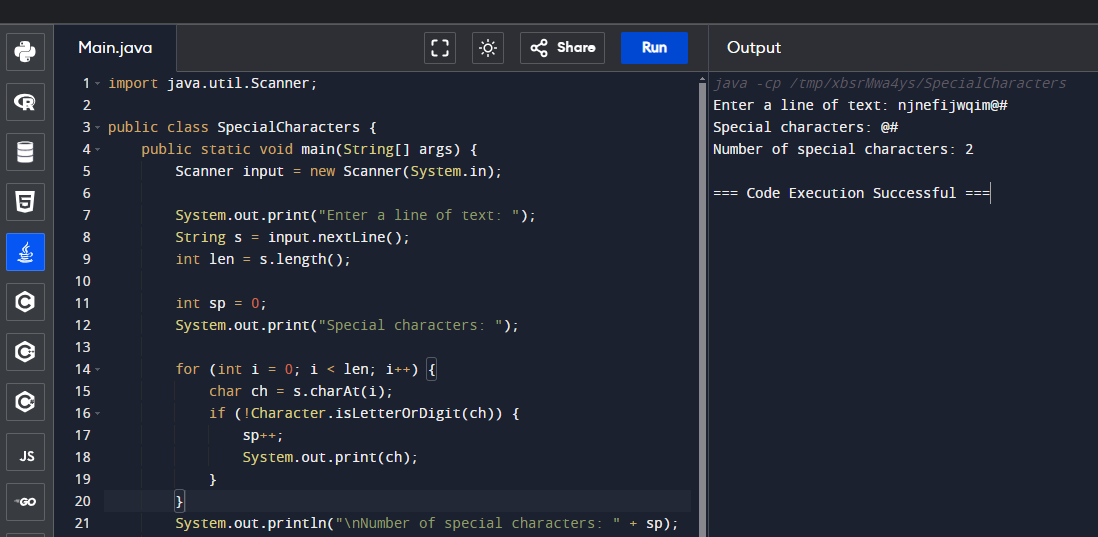 Main.java
Share
Run
Output
1 import java.util.Scanner;
2
3 public class SpecialCharacters {
4     public static void main(String[] args) {
5         Scanner input = new Scanner(System.in);
6
7         System.out.print("Enter a line of text: ");
8         String s = input.nextLine();
9         int len = s.length();
10
11         int sp = 0;
12         System.out.print("Special characters: ");
13
14         for (int i = 0; i < len; i++) {
15             char ch = s.charAt(i);
16             if (!Character.isLetterOrDigit(ch)) {
17                 sp++;
18                 System.out.print(ch);
19             }
20         }
21         System.out.println("\nNumber of special characters: " + sp);
java -cp /tmp/xbsrMwa4ys/SpecialCharacters
Enter a line of text: njnefijwqim@#
Special characters: @#
Number of special characters: 2
=== Code Execution Successful ===
R
5
C
C
C
JS
GO